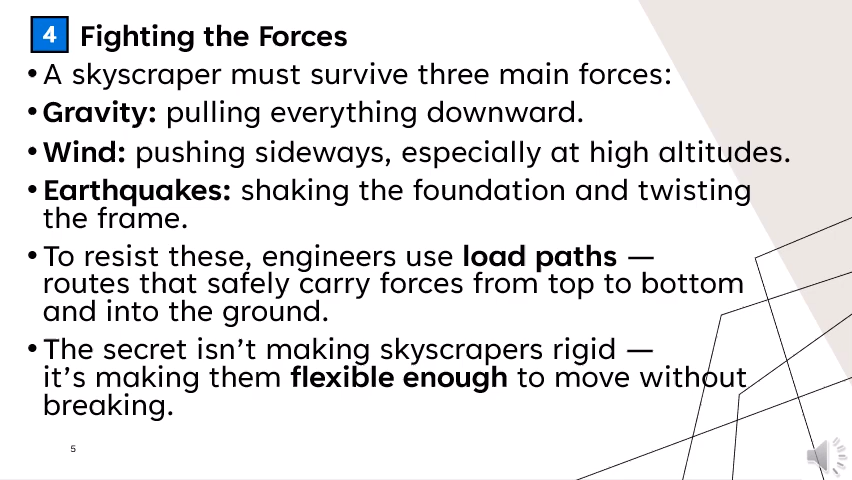 4 Fighting the Forces
• A skyscraper must survive three main forces:
• Gravity: pulling everything downward.
• Wind: pushing sideways, especially at high altitudes.
• Earthquakes: shaking the foundation and twisting
the frame.
• To resist these, engineers use load paths —
routes that safely carry forces from top to bottom
and into the ground.
• The secret isn’t making skyscrapers rigid —
it’s making them flexible enough to move without
breaking.
5